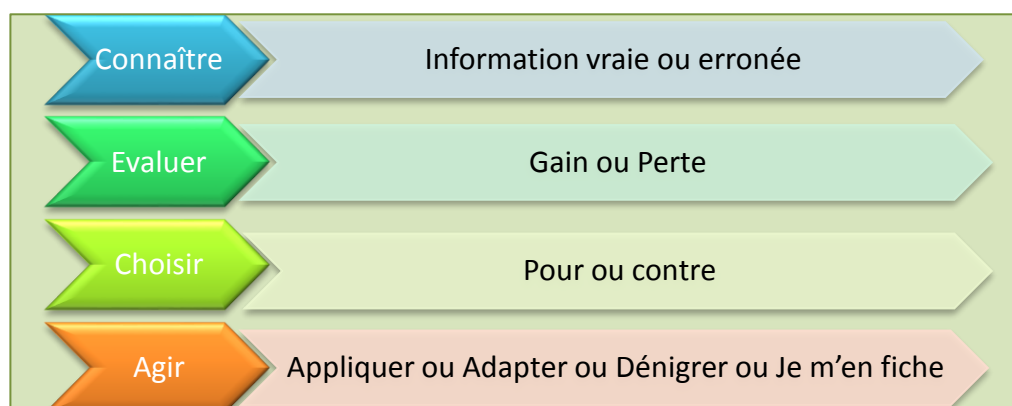 Connaître
Information vraie ou erronée
Evaluer
Gain ou Perte
Choisir
Pour ou contre
Agir
Appliquer ou Adapter ou Dénigrer ou Je m’en fiche